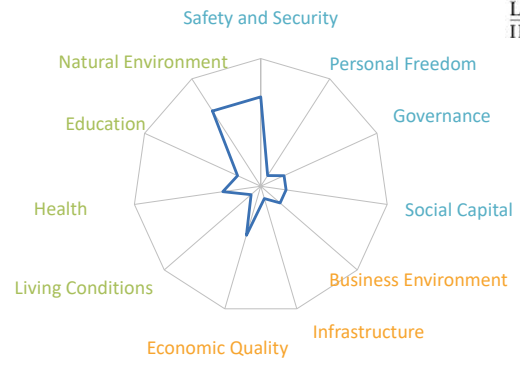 Safety and Security
Natural Environment
Personal Freedom
Education
Governance
Health
Social Capital
Living Conditions
Business Environment
Infrastructure
Economic Quality